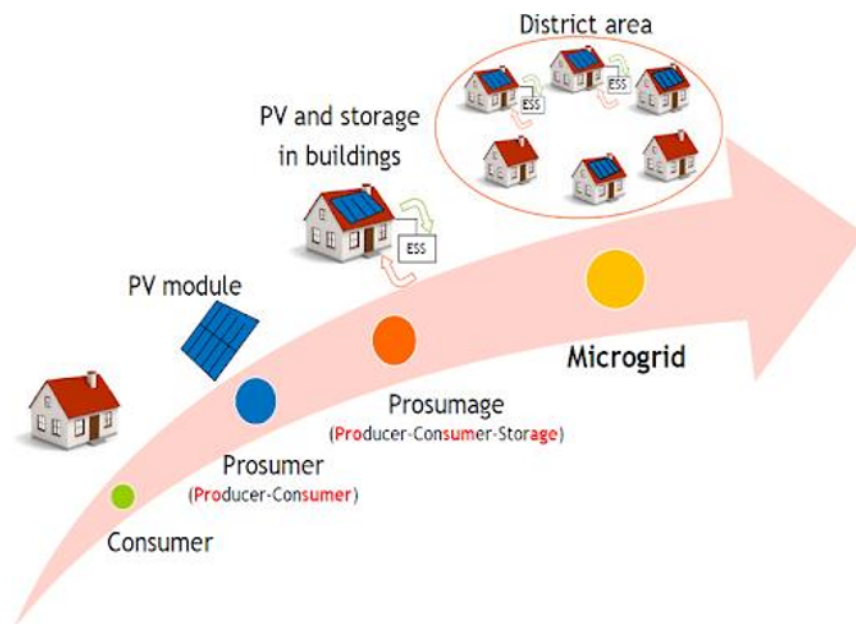 District area
ESS
ESS
PV and storage
in buildings
ESS
PV module
Microgrid
Prosumage
(Producer-Consumer-Storage)
Prosumer
(Producer-Consumer)
Consumer